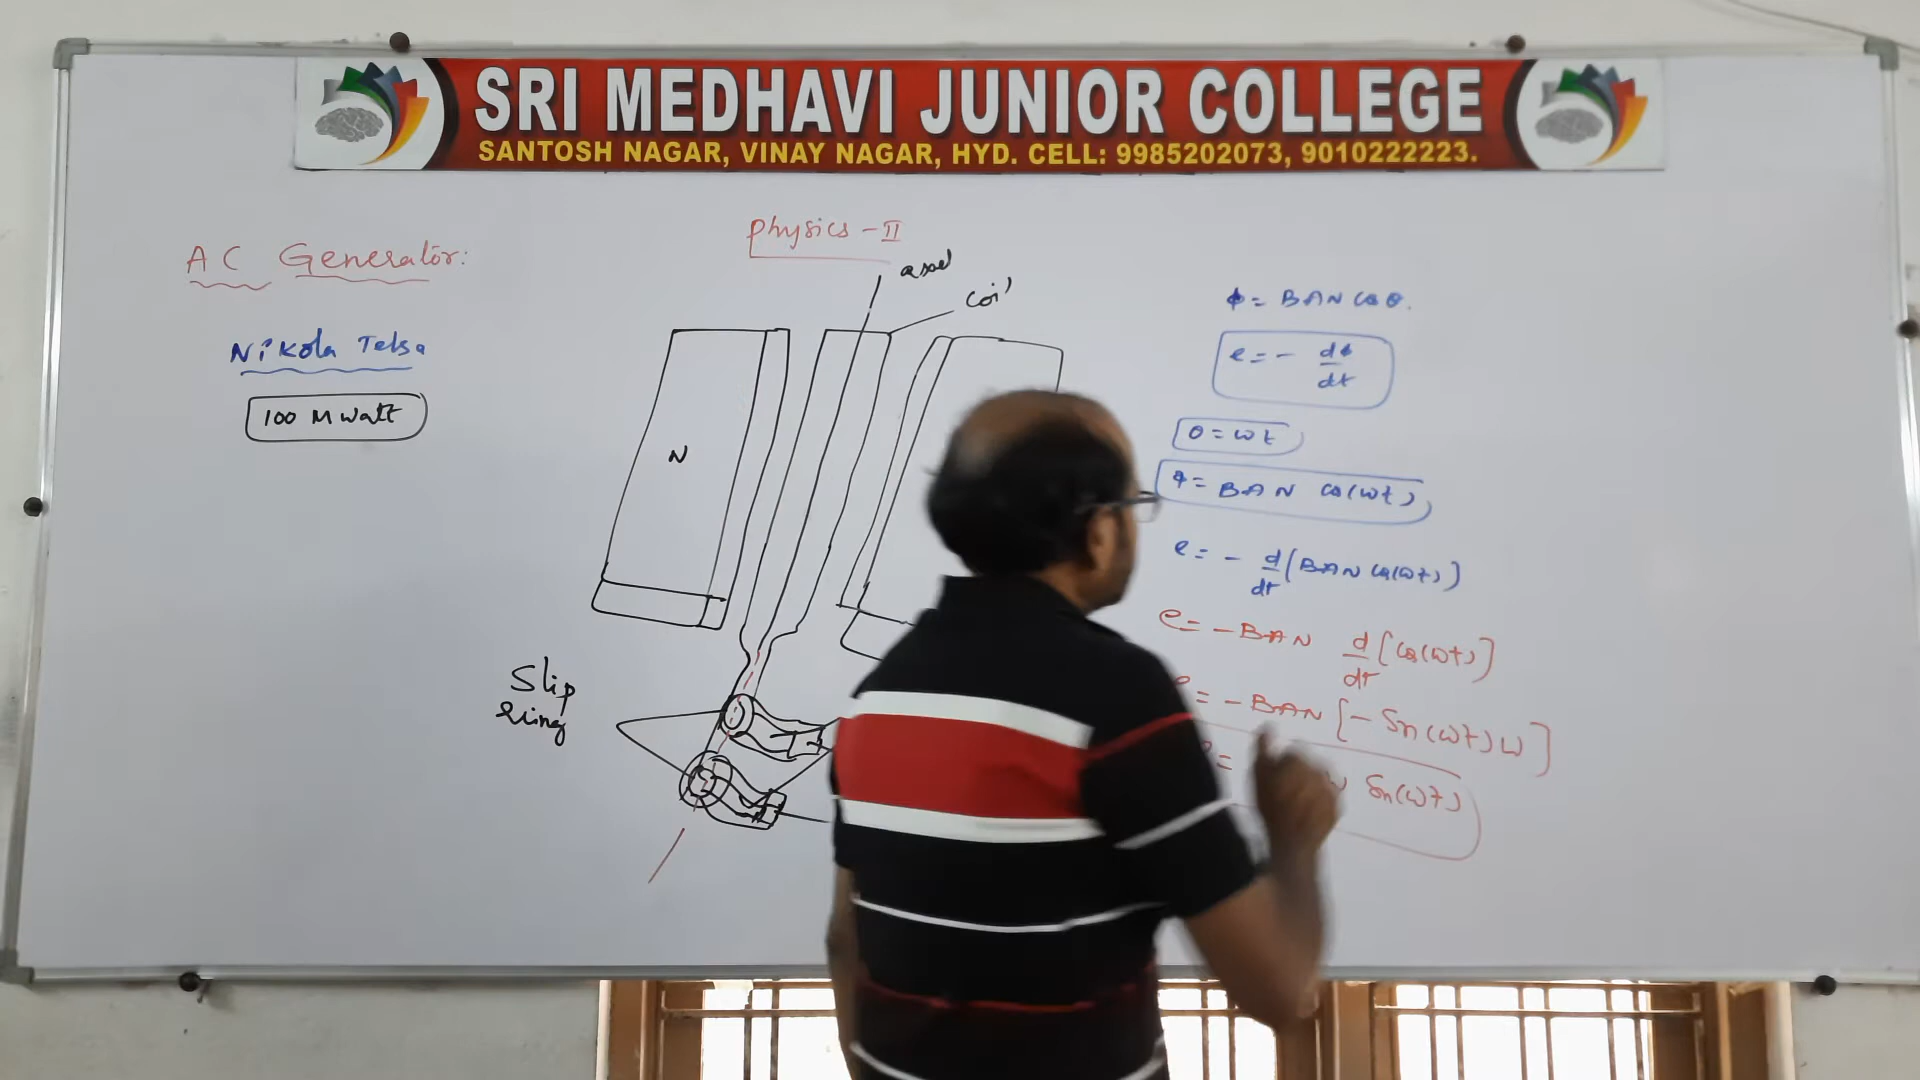 SRI MEDHAVI JUNIOR COLLEGE
SANTOSH NAGAR, VINAY NAGAR, HYD. CELL: 9985202073, 9010222223.
Physics - II
AC Generator:
Nikola Telsa
100 M watt
coil
N
Slip
ring
ϕ = BAN cos θ.
e = - dϕ/dt
θ = ωt
ϕ = BAN cos(ωt)
e = - d/dt (BAN cos(ωt))
e = -BAN d/dt [cos(ωt)]
e = -BAN [- Sin(ωt) ω]
= ω Sin(ωt)